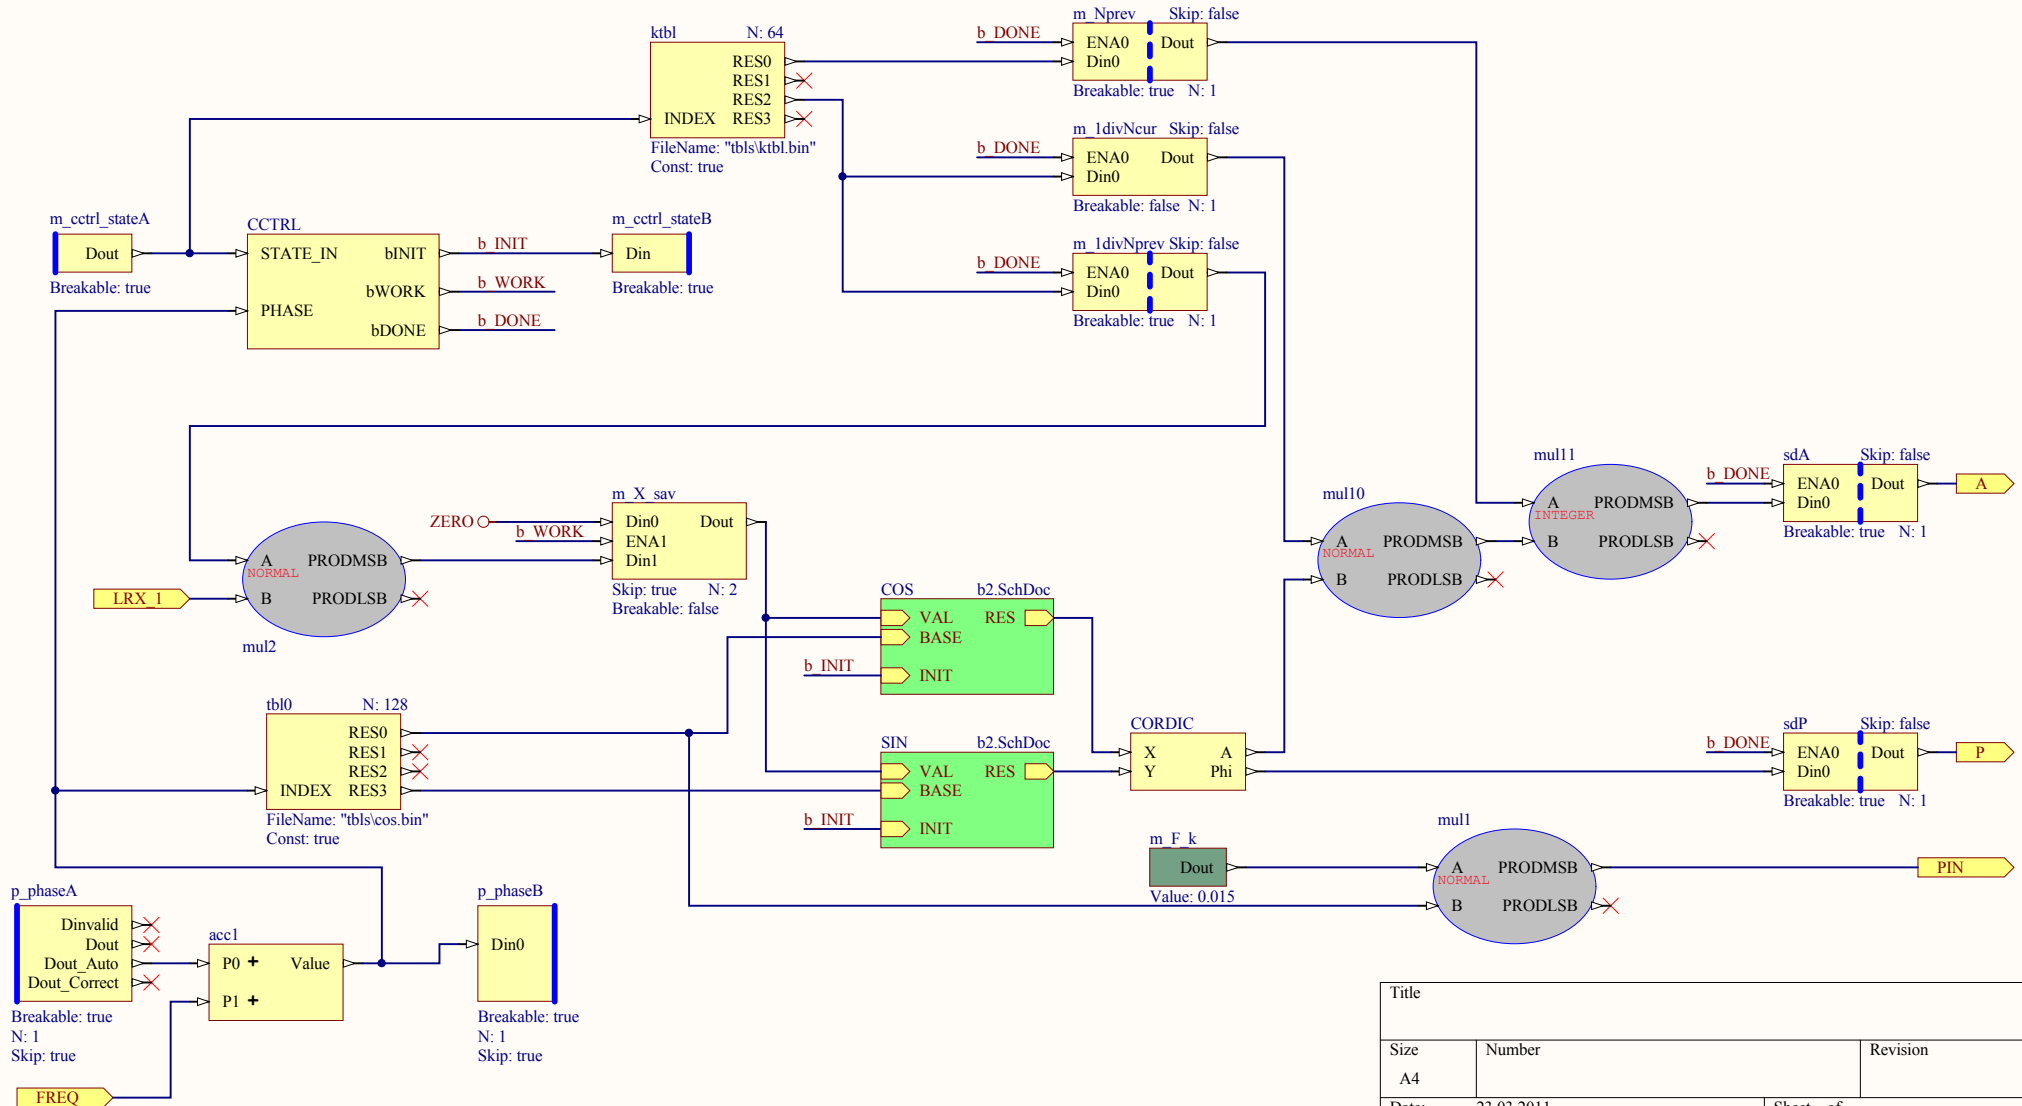 ktbl N: 64
RES0
RES1
RES2
INDEX RES3
FileName: "tbls\ktbl.bin"
Const: true
m_Nprev Skip: false
b_DONE
ENA0 Dout
Din0
Breakable: true N: 1
m_1divNcur Skip: false
b_DONE
ENA0 Dout
Din0
Breakable: false N: 1
m_1divNprev Skip: false
b_DONE
ENA0 Dout
Din0
Breakable: true N: 1
m_cctrl_stateA
Dout
Breakable: true
CCTRL
STATE_IN bINIT
bWORK
PHASE
bDONE
b_INIT
b_WORK
b_DONE
m_cctrl_stateB
Din
Breakable: true
mul11
A PRODMSB
INTEGER
B PRODLSB
sdA Skip: false
b_DONE
ENA0 Dout
Din0
Breakable: true N: 1
A
mul10
A PRODMSB
NORMAL
B PRODLSB
m_X_sav
ZERO
b_WORK
Din0 Dout
ENA1
Din1
Skip: true N: 2
Breakable: false
A PRODMSB
NORMAL
B PRODLSB
mul2
LRX_1
COS b2.SchDoc
VAL RES
BASE
b_INIT
INIT
tbl0 N: 128
RES0
RES1
RES2
INDEX RES3
FileName: "tbls\cos.bin"
Const: true
SIN b2.SchDoc
VAL RES
BASE
b_INIT
INIT
CORDIC
X A
Y Phi
sdP Skip: false
b_DONE
ENA0 Dout
Din0
Breakable: true N: 1
P
m_F_k
Dout
Value: 0.015
mul1
A PRODMSB
NORMAL
B PRODLSB
PIN
p_phaseA
Dinvalid
Dout
Dout_Auto
Dout_Correct
Breakable: true
N: 1
Skip: true
acc1
P0 + Value
P1 +
p_phaseB
Din0
Breakable: true
N: 1
Skip: true
FREQ
Title
Size Number Revision
A4
Date: 23.03.2011 Sheet of